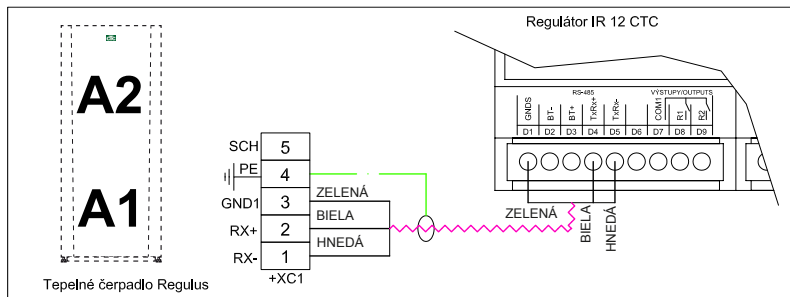 Regulátor IR 12 CTC
RS-485
VÝSTUPY/OUTPUTS
GNDS BT- BT+ TxRx+ TxRx- COM1 R1 R2
D1 D2 D3 D4 D5 D6 D7 D8 D9
A2
A1
Tepelné čerpadlo Regulus
SCH 5
PE 4
GND1 3 ZELENÁ
RX+ 2 BIELA
RX- 1 HNEDÁ
+XC1
ZELENÁ
BIELA
HNEDÁ